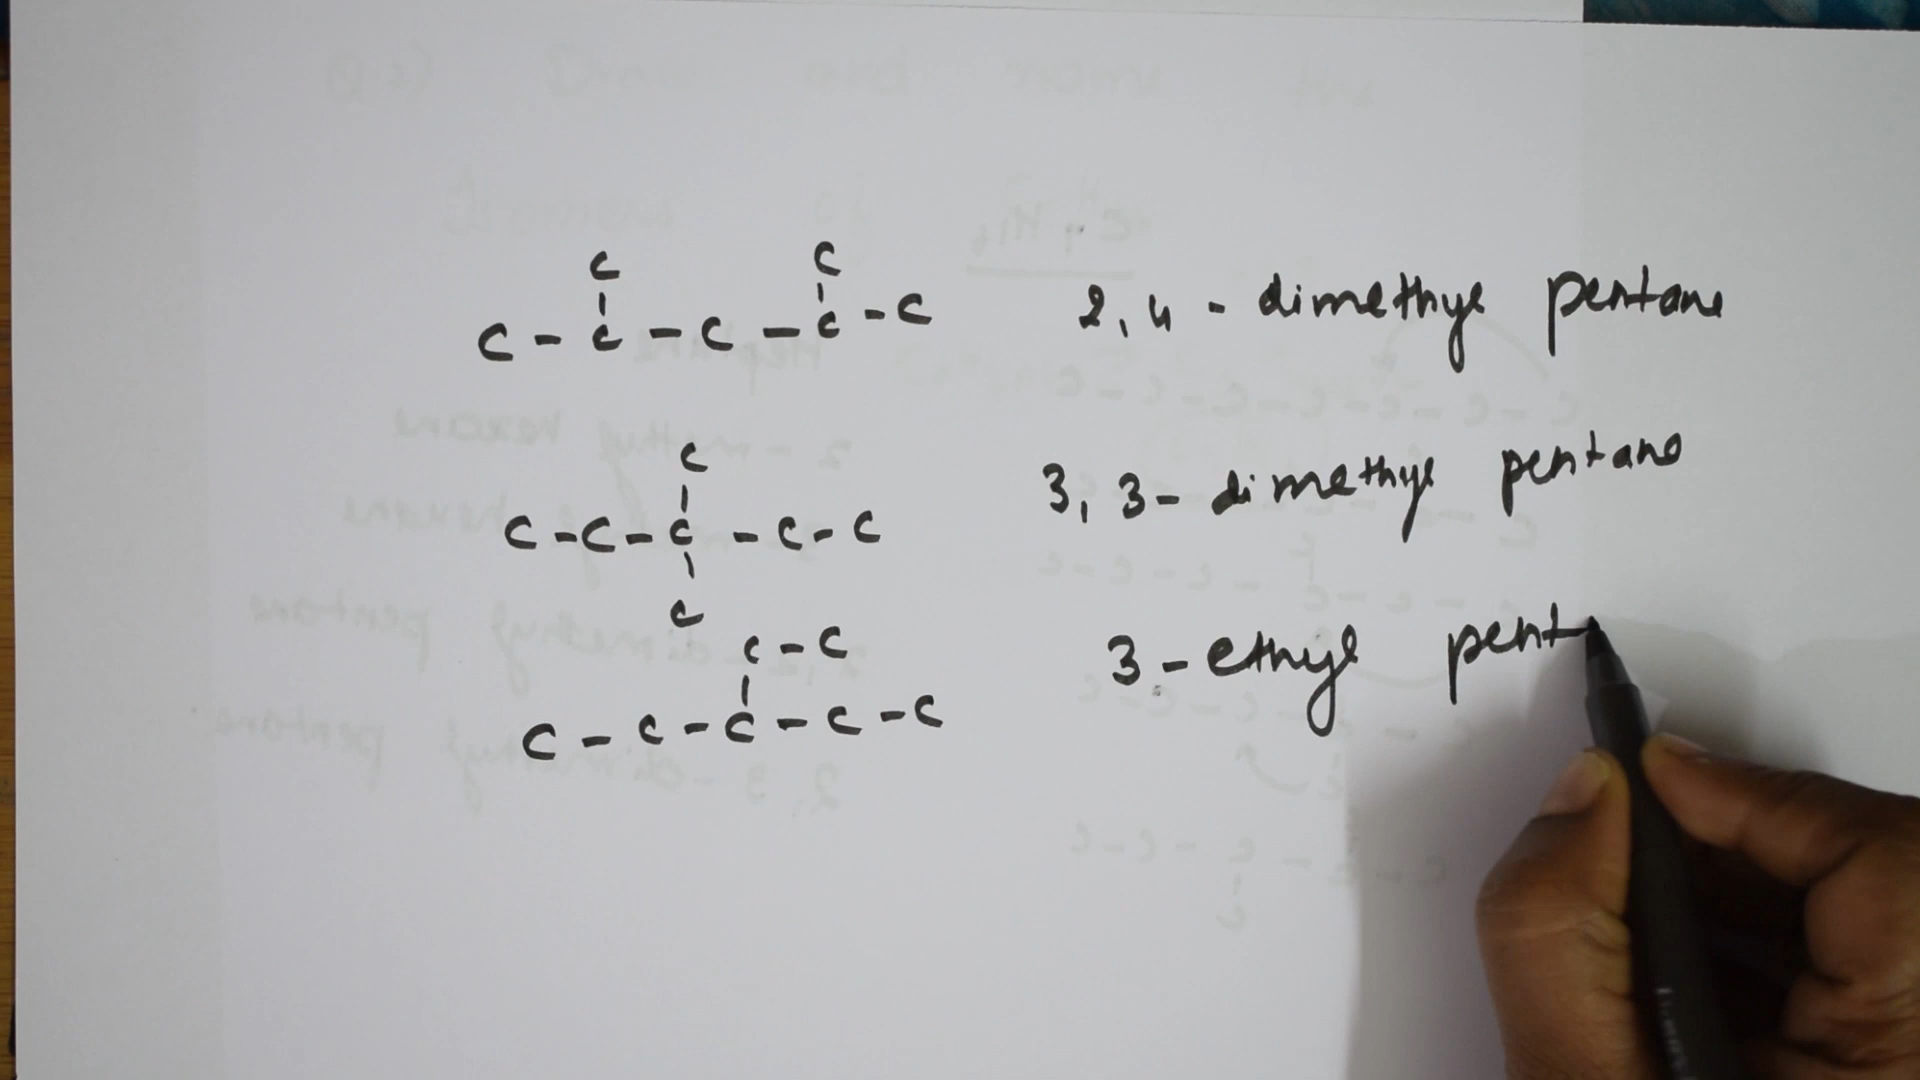 C C
C - C - C - C - C 2,4 - dimethyl pentane
C
C - C - C - C - C 3,3 - dimethyl pentane
C
C - C
C - C - C - C - C 3 - ethyl pent